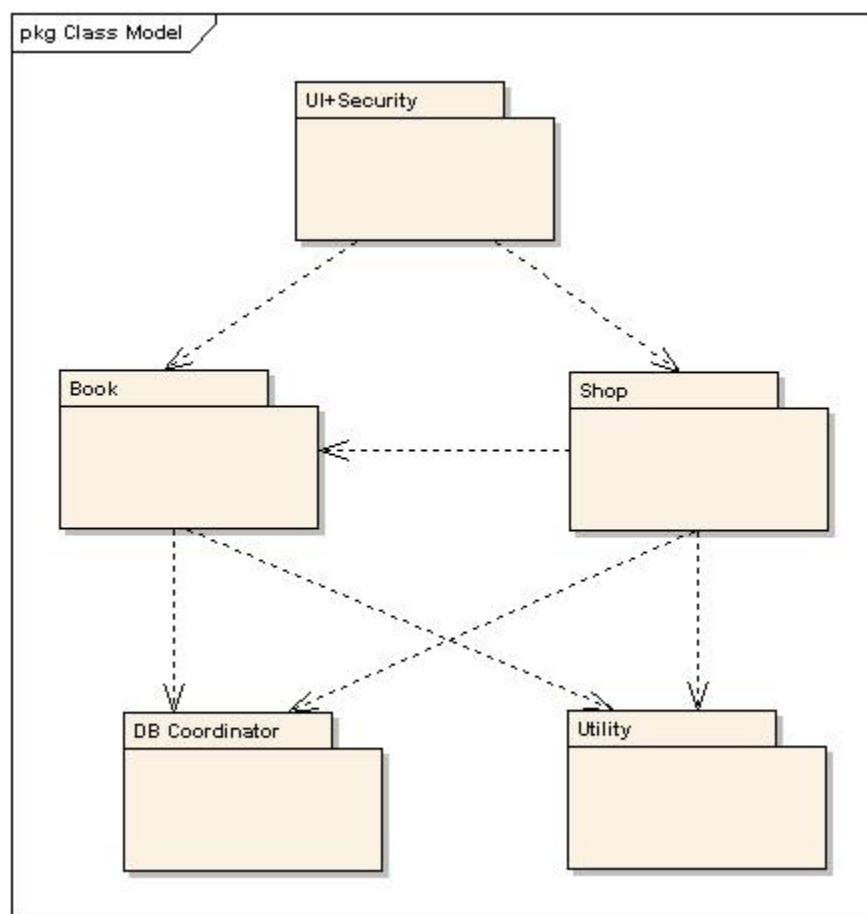 pkg Class Model
UI+Security
Book
Shop
DB Coordinator
Utility